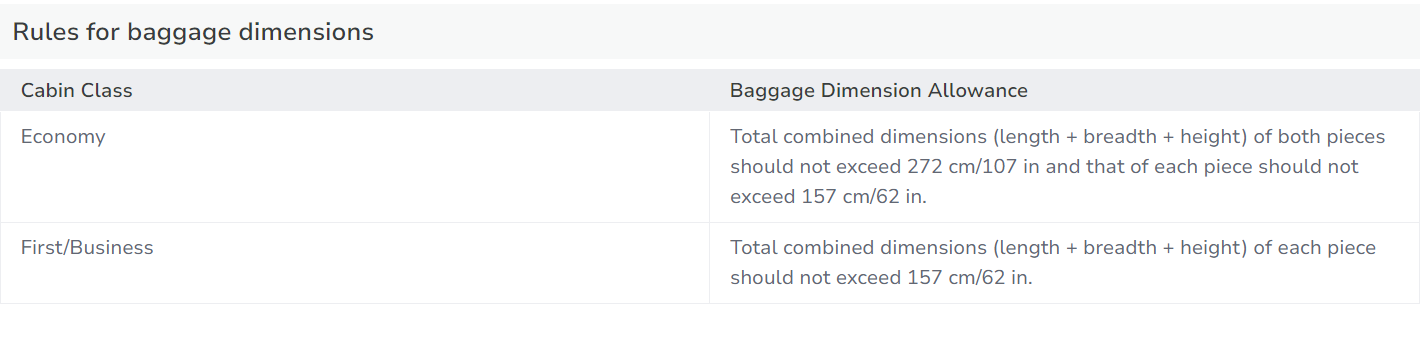 Rules for baggage dimensions
Cabin Class
Baggage Dimension Allowance
Economy
Total combined dimensions (length + breadth + height) of both pieces
should not exceed 272 cm/107 in and that of each piece should not
exceed 157 cm/62 in.
First/Business
Total combined dimensions (length + breadth + height) of each piece
should not exceed 157 cm/62 in.